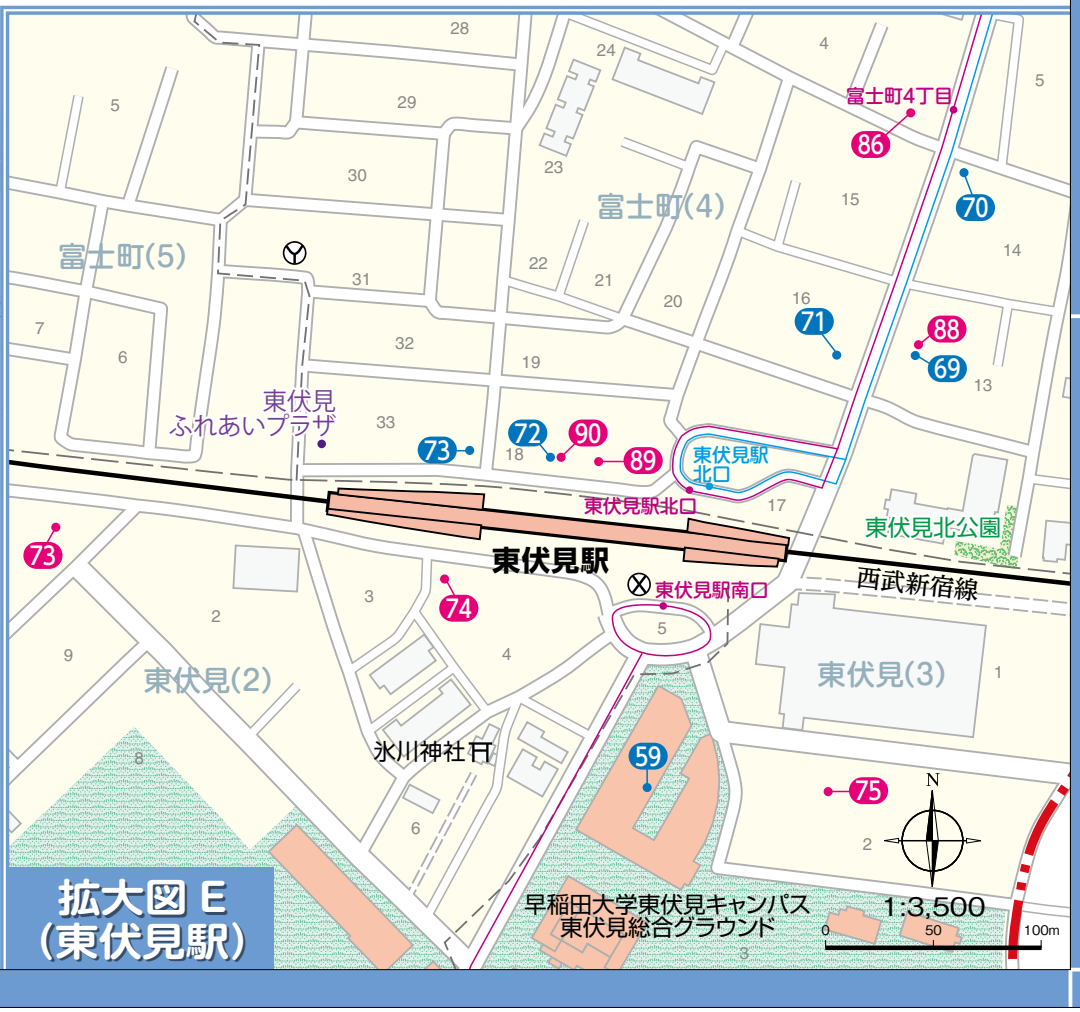 28
24
4
5
富士町4丁目
5
29
86
23
30
70
15
富士町(4)
14
富士町(5)
22
31
21
20
16
71
88
7
32
69
6
19
13
東伏見
ふれあいプラザ
33
73
72
90
18
89
東伏見駅
北口
東伏見駅北口
17
東伏見北公園
73
東伏見駅
西武新宿線
3
74
東伏見駅南口
2
5
9
4
東伏見(2)
東伏見(3)
1
氷川神社
8
59
N
75
6
2
拡大図 E
(東伏見駅)
早稲田大学東伏見キャンパス
東伏見総合グラウンド
1:3,500
0 50 100m
3